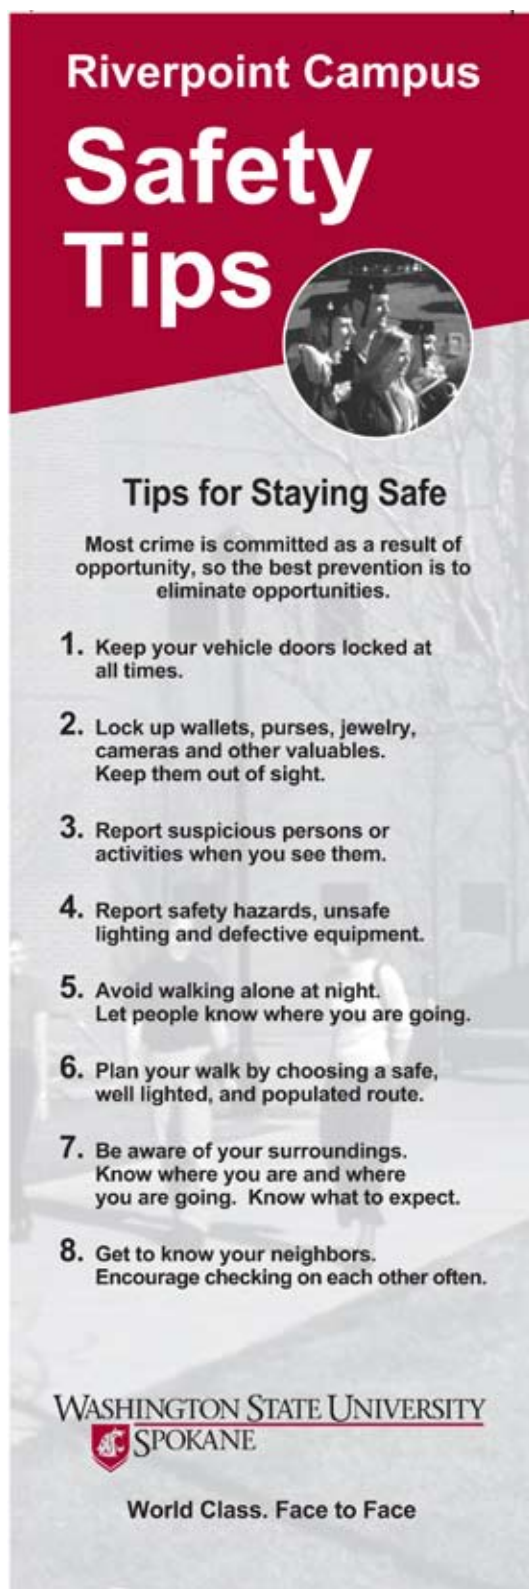 Riverpoint Campus
Safety
Tips
Tips for Staying Safe
Most crime is committed as a result of
opportunity, so the best prevention is to
eliminate opportunities.
1. Keep your vehicle doors locked at
all times.
2. Lock up wallets, purses, jewelry,
cameras and other valuables.
Keep them out of sight.
3. Report suspicious persons or
activities when you see them.
4. Report safety hazards, unsafe
lighting and defective equipment.
5. Avoid walking alone at night.
Let people know where you are going.
6. Plan your walk by choosing a safe,
well lighted, and populated route.
7. Be aware of your surroundings.
Know where you are and where
you are going.  Know what to expect.
8. Get to know your neighbors.
Encourage checking on each other often.
WASHINGTON STATE UNIVERSITY
SPOKANE
World Class. Face to Face